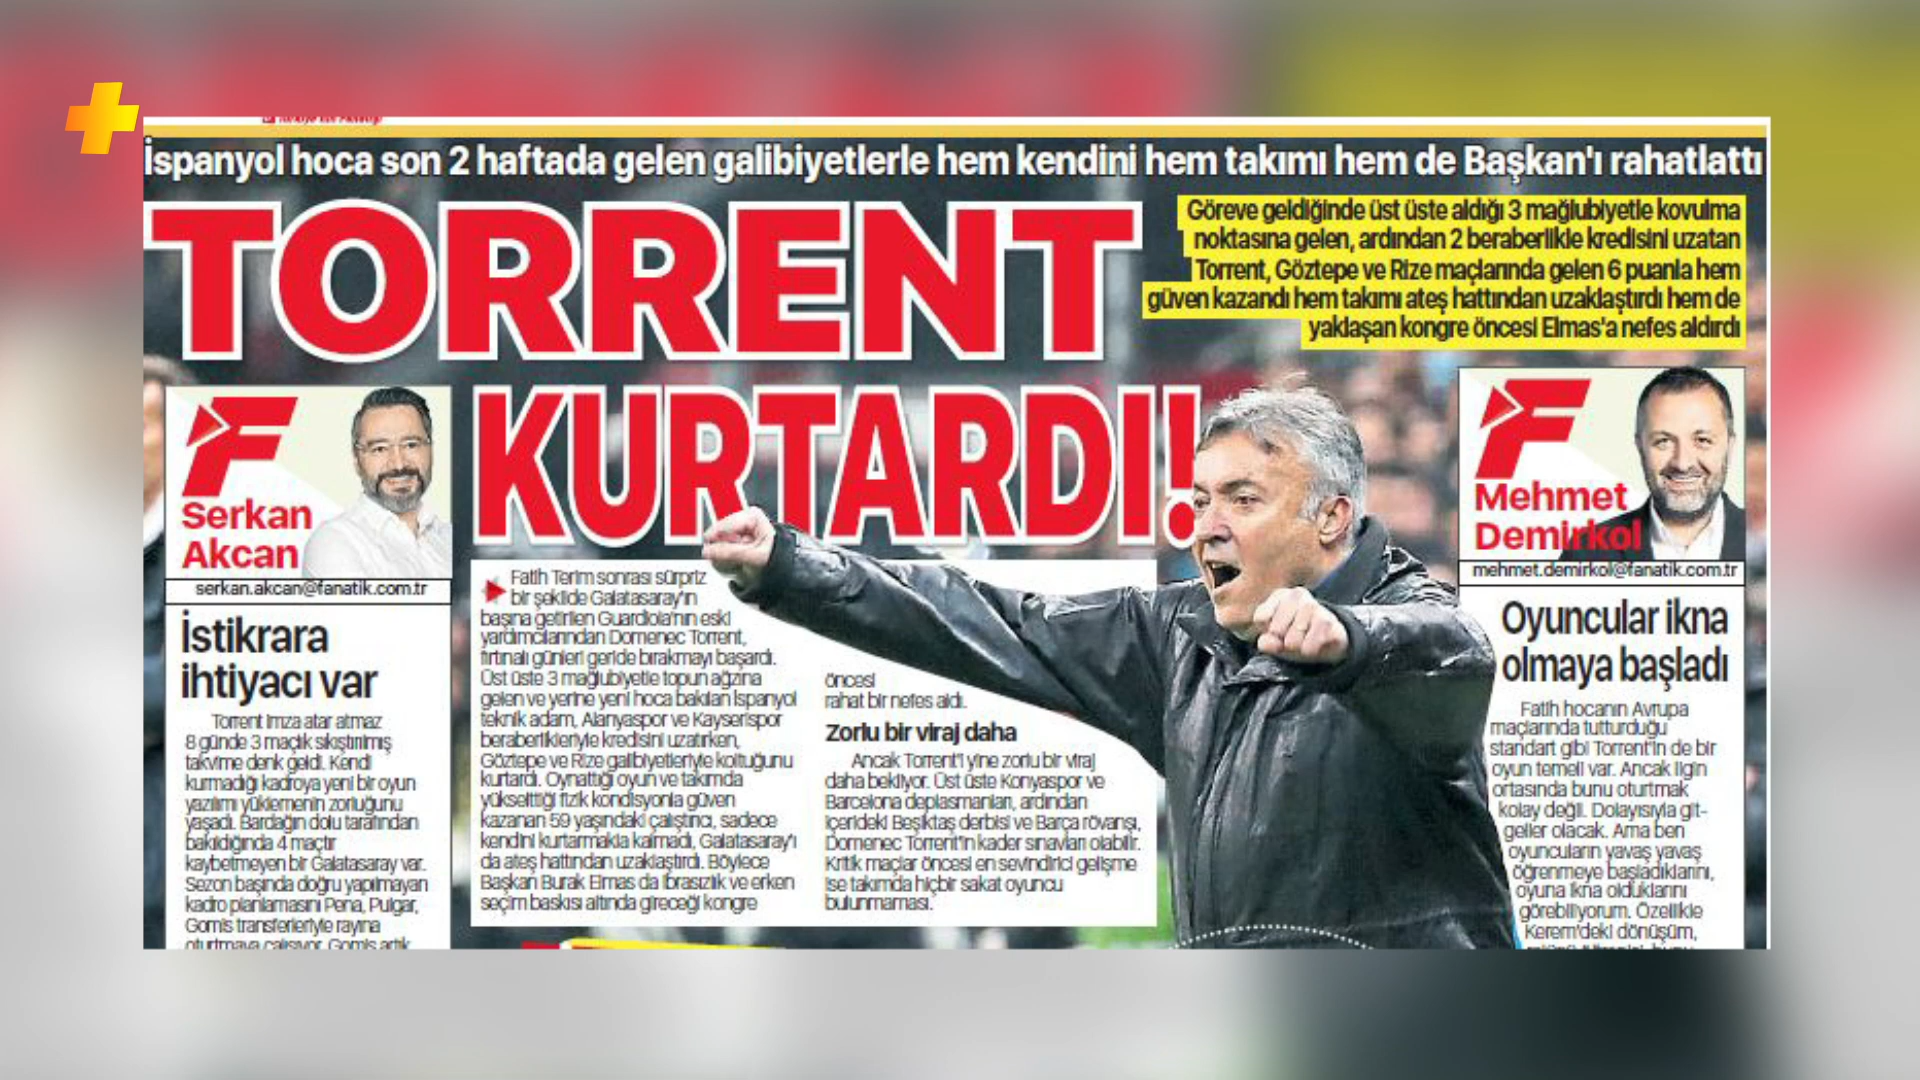 İspanyol hoca son 2 haftada gelen galibiyetlerle hem kendini hem takımı hem de Başkan'ı rahatlattı
TORRENT
KURTARDI!
Göreve geldiğinde üst üste aldığı 3 mağlubiyetle kovulma
noktasına gelen, ardından 2 beraberlikle kredisini uzatan
Torrent, Göztepe ve Rize maçlarında gelen 6 puanla hem
güven kazandı hem takımı ateş hattından uzaklaştırdı hem de
yaklaşan kongre öncesi Elmas'a nefes aldırdı
F
Serkan
Akcan
serkan.akcan@fanatik.com.tr
İstikrara
ihtiyacı var
Torrent imza atar atmaz
8 günde 3 maçlık sıkıştırılmış
takvime denk geldi. Kendi
kurmadığı kadroya yeni bir oyun
yazılımı yüklemenin zorluğunu
yaşadı. Bardağın dolu tarafından
bakıldığında 4 maçtır
kaybetmeyen bir Galatasaray var.
Sezon başında doğru yapılmayan
kadro planlamasını Pena, Pulgar,
Gomis transferleriyle rayına
oturtmaya çalışıyor. Gomis artık
Fatih Terim sonrası sürpriz
bir şekilde Galatasaray'ın
başına getirilen Guardiola'nın eski
yardımcılarından Domenec Torrent,
fırtınalı günleri geride bırakmayı başardı.
Üst üste 3 mağlubiyetle topun ağzına
gelen ve yerine yeni hoca bakılan İspanyol
teknik adam, Alanyaspor ve Kayserispor
beraberlikleriyle kredisini uzatırken,
Göztepe ve Rize galibiyetleriyle koltuğunu
kurtardı. Oynattığı oyun ve takımda
yükselttiği fizik kondisyonla güven
kazanan 59 yaşındaki çalıştırıcı, sadece
kendini kurtarmakla kalmadı, Galatasaray'ı
da ateş hattından uzaklaştırdı. Böylece
Başkan Burak Elmas da ibrasızlık ve erken
seçim baskısı altında gireceği kongre
öncesi
rahat bir nefes aldı.
Zorlu bir viraj daha
Ancak Torrent'i yine zorlu bir viraj
daha bekliyor. Üst üste Konyaspor ve
Barcelona deplasmanları, ardından
içerideki Beşiktaş derbisi ve Barça rövanşı,
Domenec Torrent'in kader sınavları olabilir.
Kritik maçlar öncesi en sevindirici gelişme
ise takımda hiçbir sakat oyuncu
bulunmaması.
F
Mehmet
Demirkol
mehmet.demirkol@fanatik.com.tr
Oyuncular ikna
olmaya başladı
Fatih hocanın Avrupa
maçlarında tutturduğu
standart gibi Torrent'in de bir
oyun temeli var. Ancak ligin
ortasında bunu oturtmak
kolay değil. Dolayısıyla git-
geller olacak. Ama ben
oyuncuların yavaş yavaş
öğrenmeye başladıklarını,
oyuna ikna olduklarını
görebiliyorum. Özellikle
Kerem'deki dönüşüm,